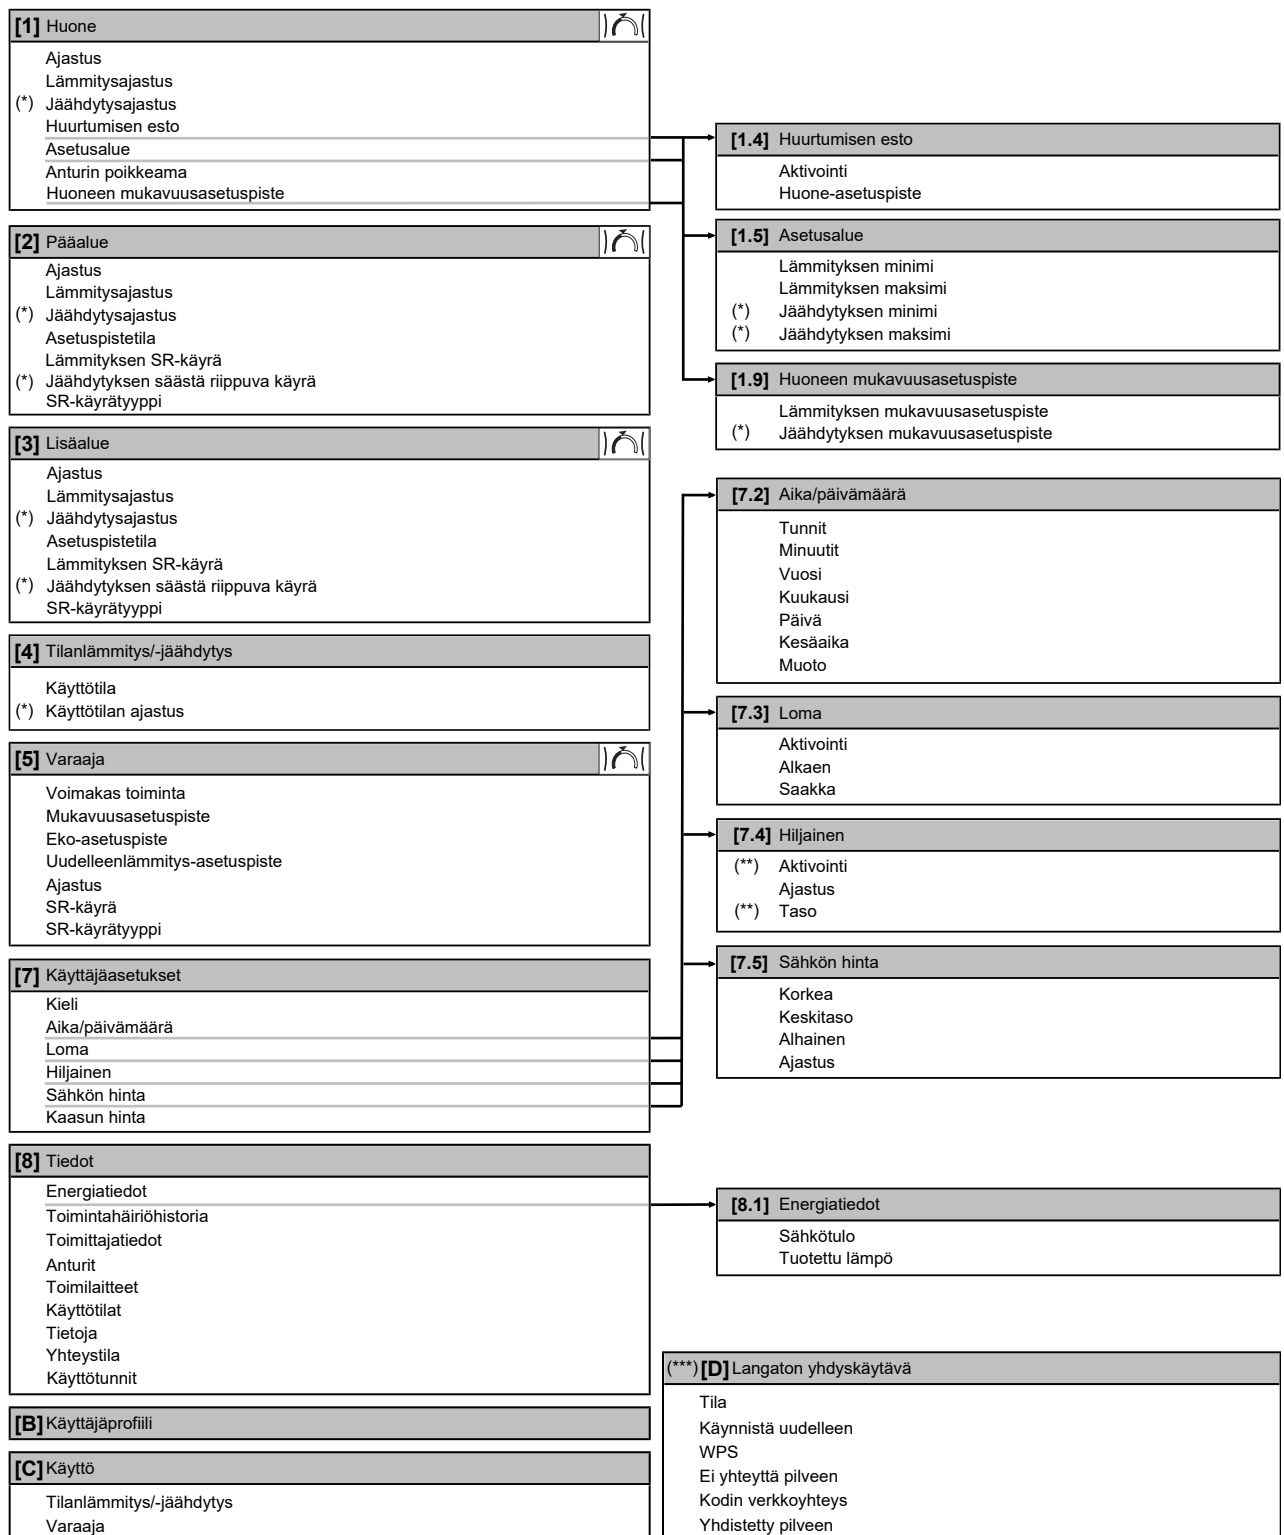 [1] Huone
Ajastus
Lämmitysajastus
(*) Jäähdytysajastus
Huurtumisen esto
Asetusalue
Anturin poikkeama
Huoneen mukavuusasetuspiste
[2] Pääalue
Ajastus
Lämmitysajastus
(*) Jäähdytysajastus
Asetuspistetila
Lämmityksen SR-käyrä
(*) Jäähdytyksen säästä riippuva käyrä
SR-käyrätyyppi
[3] Lisäalue
Ajastus
Lämmitysajastus
(*) Jäähdytysajastus
Asetuspistetila
Lämmityksen SR-käyrä
(*) Jäähdytyksen säästä riippuva käyrä
SR-käyrätyyppi
[4] Tilanlämmitys/-jäähdytys
Käyttötila
(*) Käyttötilan ajastus
[5] Varaaja
Voimakas toiminta
Mukavuusasetuspiste
Eko-asetuspiste
Uudelleenlämmitys-asetuspiste
Ajastus
SR-käyrä
SR-käyrätyyppi
[7] Käyttäjäasetukset
Kieli
Aika/päivämäärä
Loma
Hiljainen
Sähkön hinta
Kaasun hinta
[8] Tiedot
Energiatiedot
Toimintahäiriöhistoria
Toimittajatiedot
Anturit
Toimilaitteet
Käyttötilat
Tietoja
Yhteystila
Käyttötunnit
[B] Käyttäjäprofiili
[C] Käyttö
Tilanlämmitys/-jäähdytys
Varaaja
[1.4] Huurtumisen esto
Aktivointi
Huone-asetuspiste
[1.5] Asetusalue
Lämmityksen minimi
Lämmityksen maksimi
(*) Jäähdytyksen minimi
(*) Jäähdytyksen maksimi
[1.9] Huoneen mukavuusasetuspiste
Lämmityksen mukavuusasetuspiste
(*) Jäähdytyksen mukavuusasetuspiste
[7.2] Aika/päivämäärä
Tunnit
Minuutit
Vuosi
Kuukausi
Päivä
Kesäaika
Muoto
[7.3] Loma
Aktivointi
Alkaen
Saakka
[7.4] Hiljainen
(**) Aktivointi
Ajastus
(**) Taso
[7.5] Sähkön hinta
Korkea
Keskitaso
Alhainen
Ajastus
[8.1] Energiatiedot
Sähkötulo
Tuotettu lämpö
(***) [D] Langaton yhdyskäytävä
Tila
Käynnistä uudelleen
WPS
Ei yhteyttä pilveen
Kodin verkkoyhteys
Yhdistetty pilveen